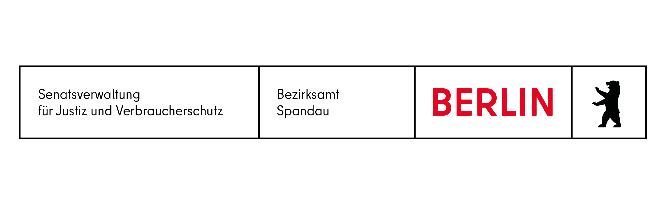 Senatsverwaltung
für Justiz und Verbraucherschutz
Bezirksamt
Spandau
BERLIN